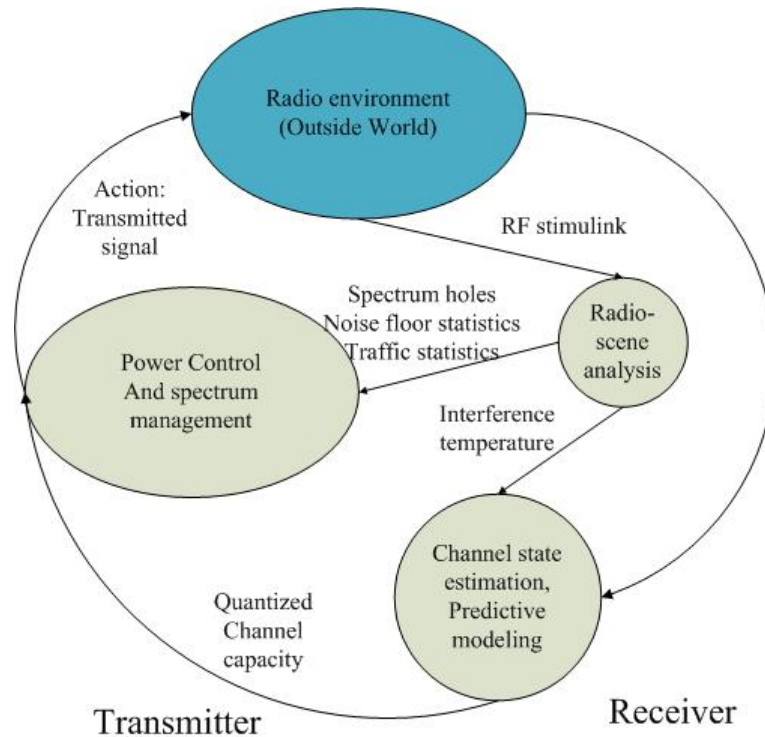 Radio environment
(Outside World)
Action:
Transmitted
signal
RF stimulink
Spectrum holes
Noise floor statistics
Traffic statistics
Radio-
scene
analysis
Power Control
And spectrum
management
Interference
temperature
Channel state
estimation,
Predictive
modeling
Quantized
Channel
capacity
Transmitter
Receiver